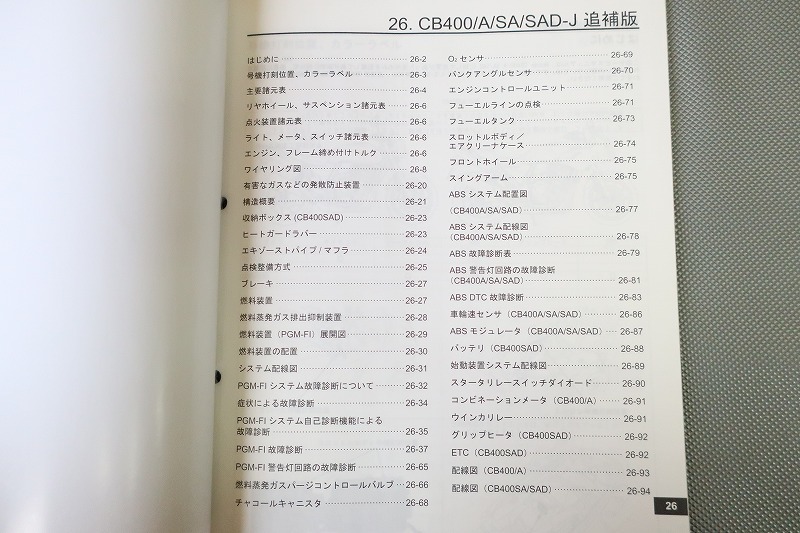 26. CB400/A/SA/SAD-J 追補版
はじめに 26-2
号機打刻位置、カラーラベル 26-3
主要諸元表 26-4
リヤホイール、サスペンション諸元表 26-6
点火装置諸元表 26-6
ライト、メータ、スイッチ諸元表 26-6
エンジン、フレーム締め付けトルク 26-6
ワイヤリング図 26-8
有害なガスなどの発散防止装置 26-20
構造概要 26-21
収納ボックス (CB400SAD) 26-23
ヒートガードラバー 26-23
エキゾーストパイプ / マフラ 26-24
点検整備方式 26-25
ブレーキ 26-27
燃料装置 26-27
燃料蒸発ガス排出抑制装置 26-28
燃料装置（PGM-FI）展開図 26-29
燃料装置の配置 26-30
システム配線図 26-31
PGM-FI システム故障診断について 26-32
症状による故障診断 26-34
PGM-FI システム自己診断機能による
故障診断 26-35
PGM-FI 故障診断 26-37
PGM-FI 警告灯回路の故障診断 26-65
燃料蒸発ガスパージコントロールバルブ 26-66
チャコールキャニスタ 26-68
O₂ センサ 26-69
バンクアングルセンサ 26-70
エンジンコントロールユニット 26-71
フューエルラインの点検 26-71
フューエルタンク 26-73
スロットルボディ／
エアクリーナケース 26-74
フロントホイール 26-75
スイングアーム 26-75
ABS システム配置図
(CB400A/SA/SAD) 26-77
ABS システム配線図
(CB400A/SA/SAD) 26-78
ABS 故障診断表 26-79
ABS 警告灯回路の故障診断
(CB400A/SA/SAD) 26-81
ABS DTC 故障診断 26-83
車輪速センサ（CB400A/SA/SAD） 26-86
ABS モジュレータ（CB400A/SA/SAD） 26-87
バッテリ（CB400SAD） 26-88
始動装置システム配線図 26-89
スタータリレースイッチダイオード 26-90
コンビネーションメータ（CB400/A） 26-91
ウインカリレー 26-91
グリップヒータ（CB400SAD） 26-92
ETC（CB400SAD） 26-92
配線図（CB400/A） 26-93
配線図（CB400SA/SAD） 26-94
26